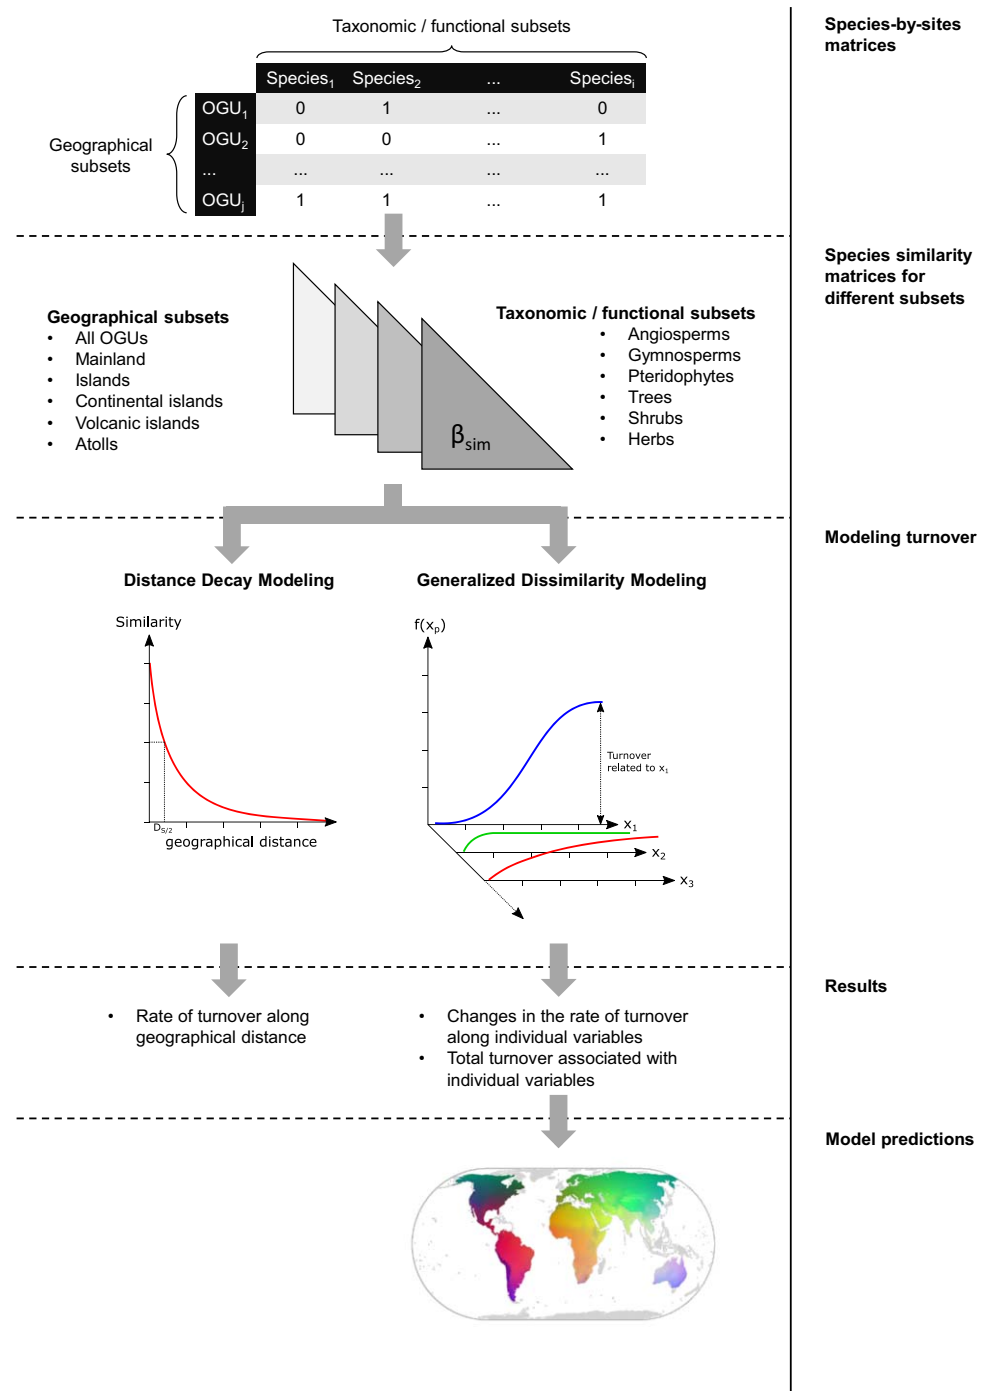 Taxonomic / functional subsets
Species-by-sites
matrices
Species₁ Species₂ ... Speciesᵢ
OGU₁ 0 1 ... 0
OGU₂ 0 0 ... 1
... ... ... ... ...
OGUⱼ 1 1 ... 1
Geographical
subsets
Species similarity
matrices for
different subsets
Geographical subsets
• All OGUs
• Mainland
• Islands
• Continental islands
• Volcanic islands
• Atolls
βsim
Taxonomic / functional subsets
• Angiosperms
• Gymnosperms
• Pteridophytes
• Trees
• Shrubs
• Herbs
Modeling turnover
Distance Decay Modeling
Similarity
D_S/2
geographical distance
Generalized Dissimilarity Modeling
f(xₚ)
Turnover
related to x₁
x₁
x₂
x₃
Results
• Rate of turnover along
geographical distance
• Changes in the rate of turnover
along individual variables
• Total turnover associated with
individual variables
Model predictions